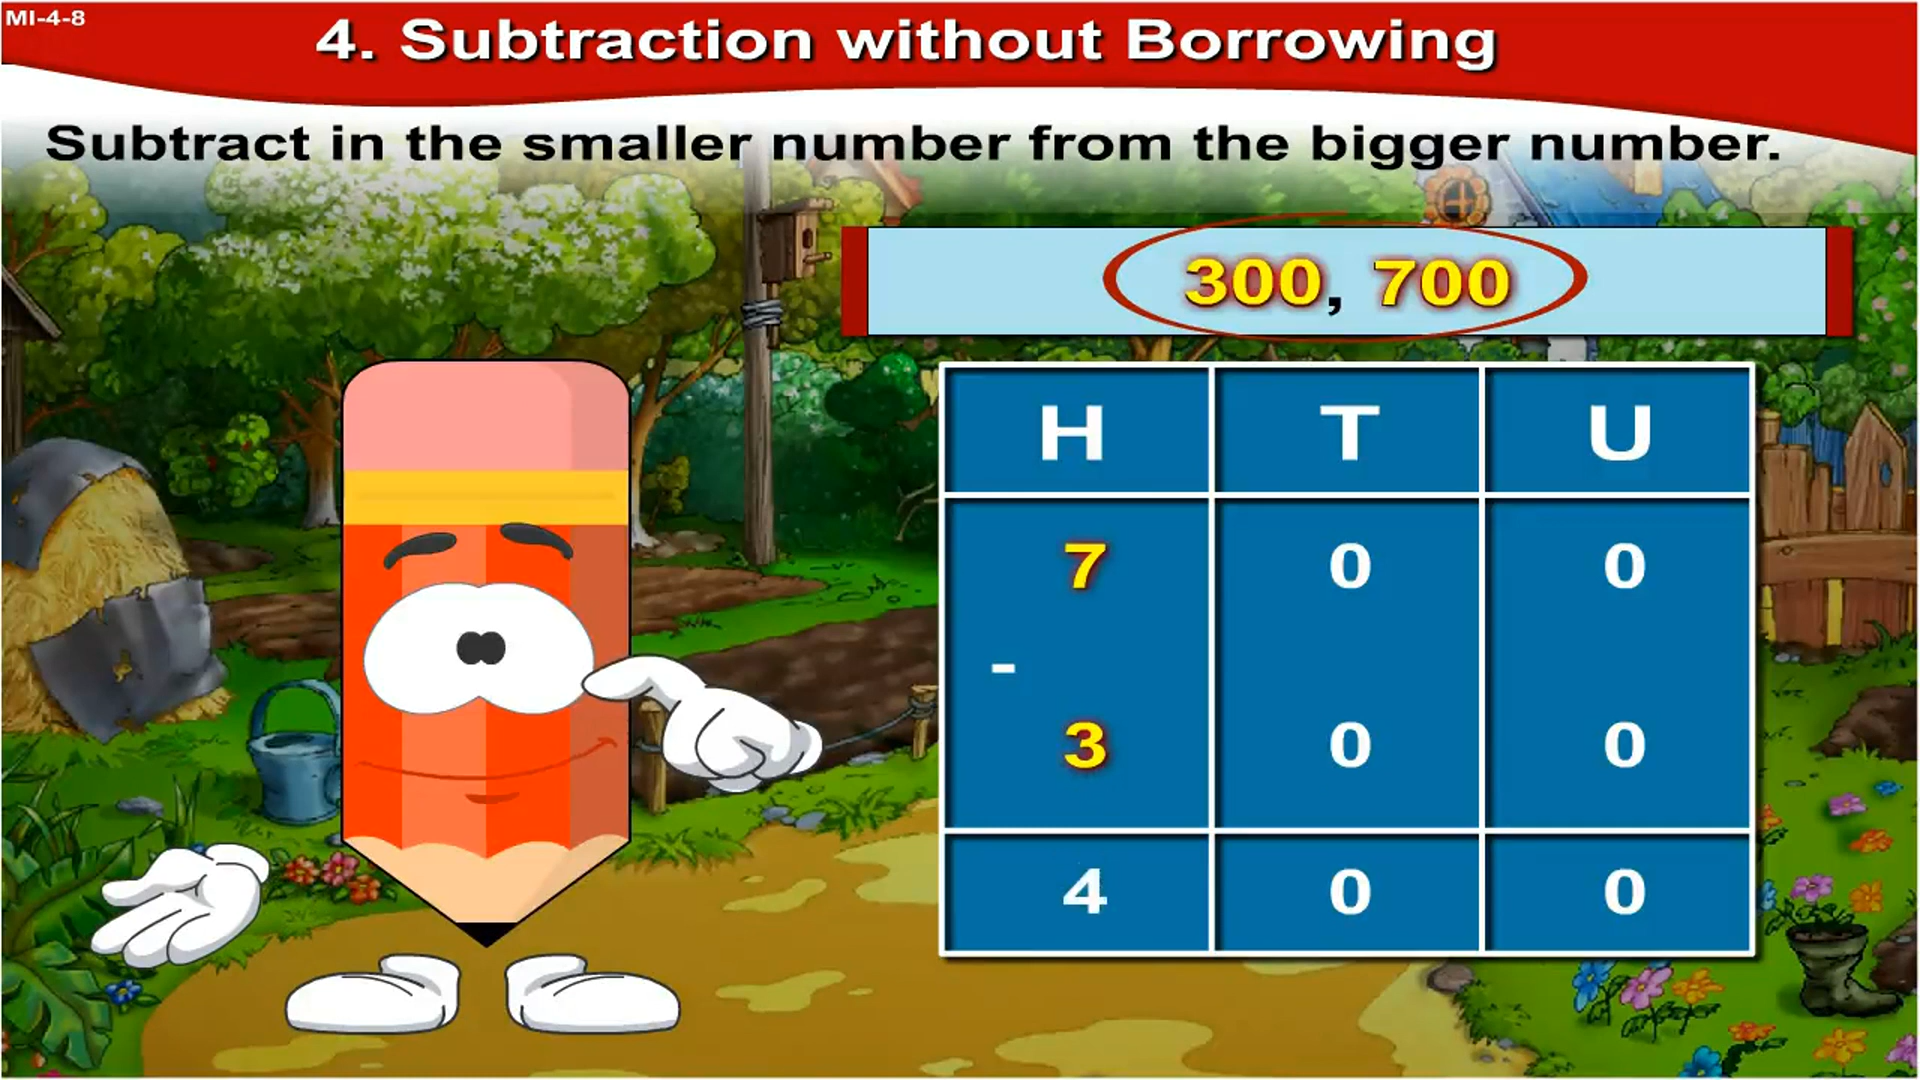 MI-4-8
4. Subtraction without Borrowing
Subtract in the smaller number from the bigger number.
300, 700
H T U
7 0 0
-
3 0 0
4 0 0